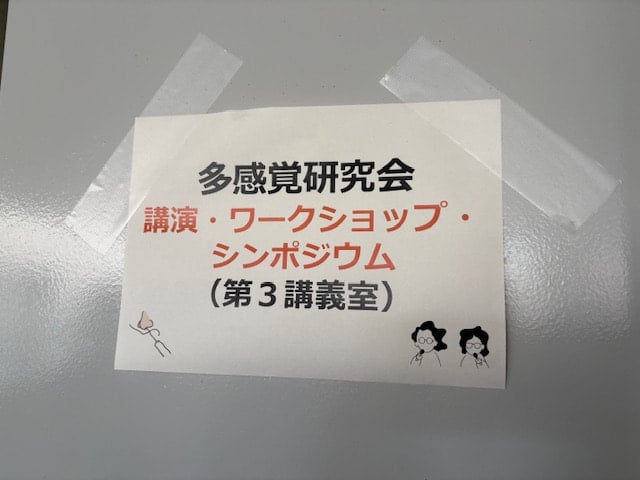 多感覚研究会
講演・ワークショップ・
シンポジウム
（第３講義室）